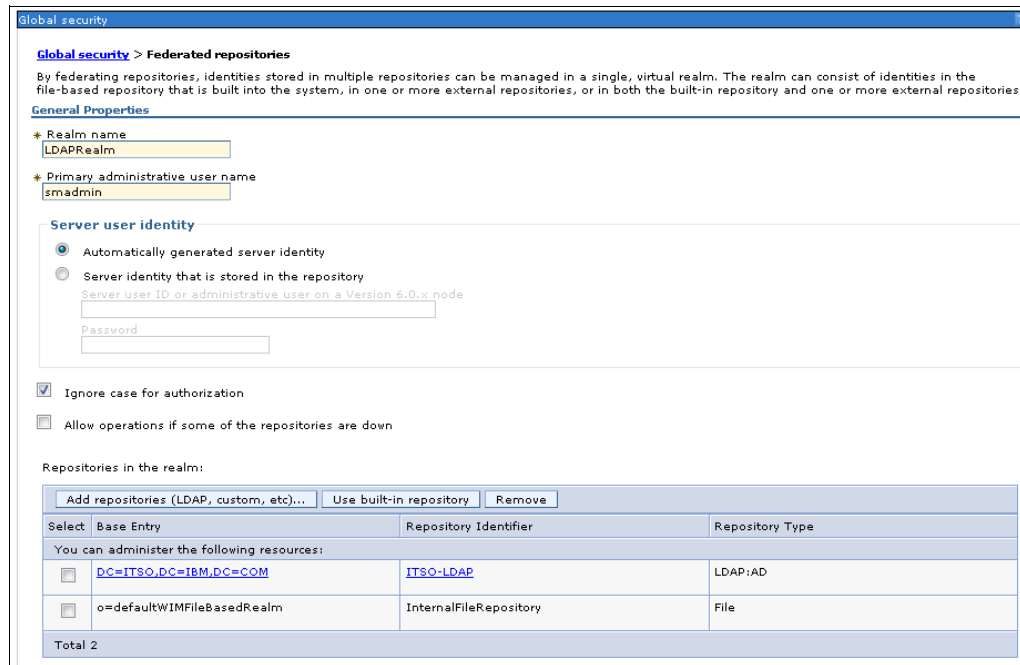 Global security
Global security > Federated repositories
By federating repositories, identities stored in multiple repositories can be managed in a single, virtual realm. The realm can consist of identities in the
file-based repository that is built into the system, in one or more external repositories, or in both the built-in repository and one or more external repositories
General Properties
* Realm name
LDAPRealm
* Primary administrative user name
smadmin
Server user identity
Automatically generated server identity
Server identity that is stored in the repository
Server user ID or administrative user on a Version 6.0.x node
Password
Ignore case for authorization
Allow operations if some of the repositories are down
Repositories in the realm:
Add repositories (LDAP, custom, etc)... Use built-in repository Remove
Select Base Entry Repository Identifier Repository Type
You can administer the following resources:
DC=ITSO,DC=IBM,DC=COM ITSO-LDAP LDAP:AD
o=defaultWIMFileBasedRealm InternalFileRepository File
Total 2